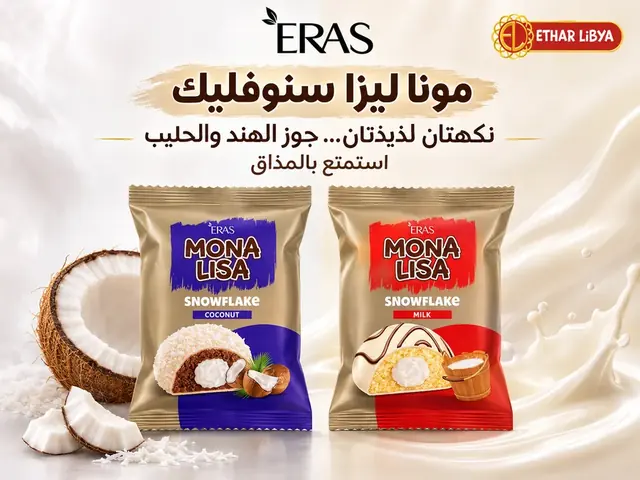 ERAS
ETHAR LiBYA
مونا ليزا سنوفليك
نكهتان لذيذتان... جوز الهند والحليب
استمتع بالمذاق
ERAS
MONA
LISA
SNOWFLAKe
COCONUT
ERAS
MONA
LISA
SNOWFLAKe
MILK